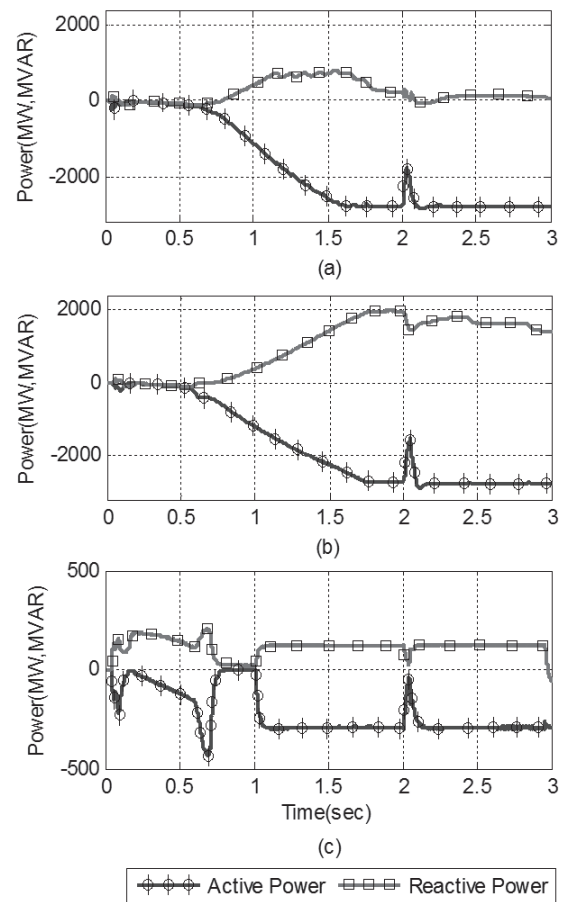 2000
0
-2000
Power(MW,MVAR)
0 0.5 1 1.5 2 2.5 3
(a)
2000
0
-2000
Power(MW,MVAR)
0 0.5 1 1.5 2 2.5 3
(b)
500
0
-500
Power(MW,MVAR)
0 0.5 1 1.5 2 2.5 3
Time(sec)
(c)
Active Power Reactive Power